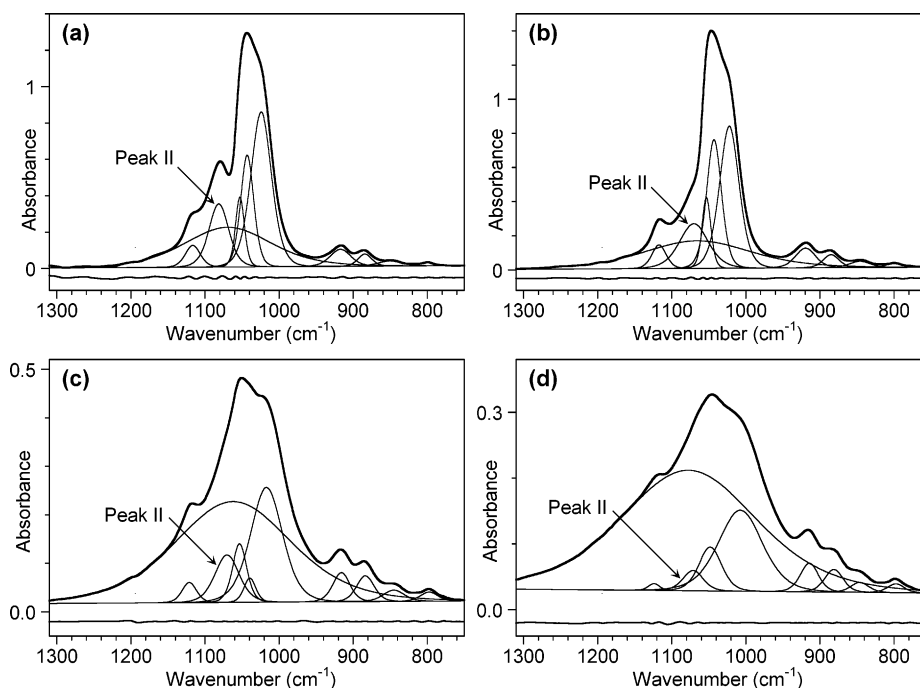 (a)
Absorbance
1
0
Peak II
1300 1200 1100 1000 900 800
Wavenumber (cm⁻¹)
(b)
Absorbance
1
0
Peak II
1300 1200 1100 1000 900 800
Wavenumber (cm⁻¹)
(c)
Absorbance
0.5
0.0
Peak II
1300 1200 1100 1000 900 800
Wavenumber (cm⁻¹)
(d)
Absorbance
0.3
0.0
Peak II
1300 1200 1100 1000 900 800
Wavenumber (cm⁻¹)